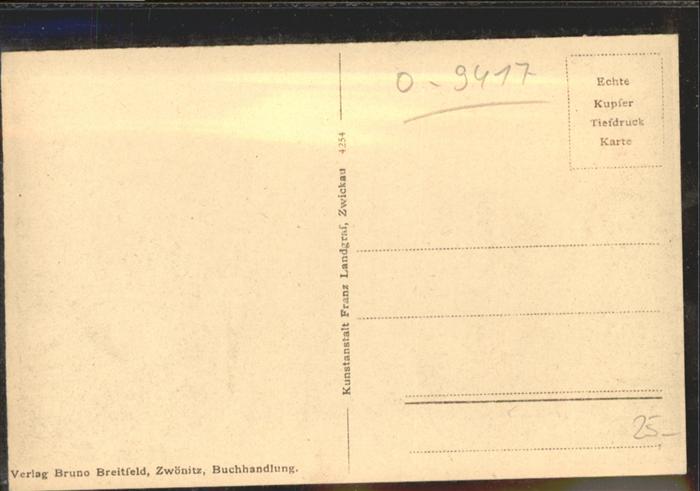 O - 9417
Echte
Kupfer
Tiefdruck
Karte
Kunstanstalt Franz Landgraf, Zwickau 4254
25-
Verlag Bruno Breitfeld, Zwönitz, Buchhandlung.